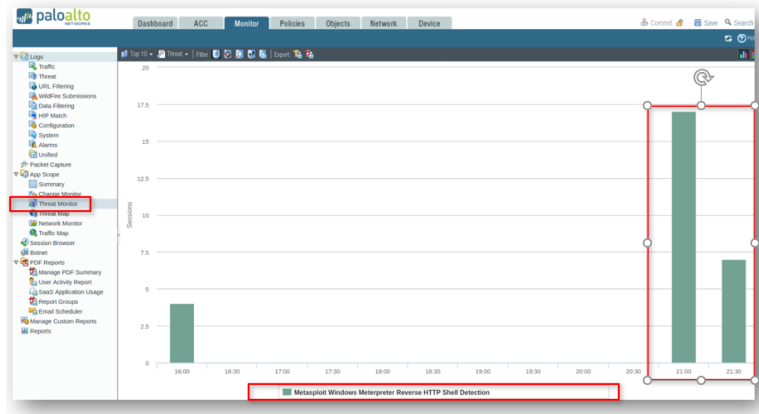 paloalto
NETWORKS
Dashboard ACC Monitor Policies Objects Network Device
Commit Save Search
Logs
Traffic
Threat
URL Filtering
WildFire Submissions
Data Filtering
HIP Match
Configuration
System
Alarms
Unified
Packet Capture
App Scope
Summary
Change Monitor
Threat Monitor
Threat Map
Network Monitor
Traffic Map
Session Browser
Botnet
PDF Reports
Manage PDF Summary
User Activity Report
SaaS Application Usage
Report Groups
Email Scheduler
Manage Custom Reports
Reports
Top 10 Threat Filter Export:
Sessions
20
17.5
15
12.5
10
7.5
5
2.5
0
16:00 16:30 17:00 17:30 18:00 18:30 19:00 19:30 20:00 20:30 21:00 21:30
Metasploit Windows Meterpreter Reverse HTTP Shell Detection